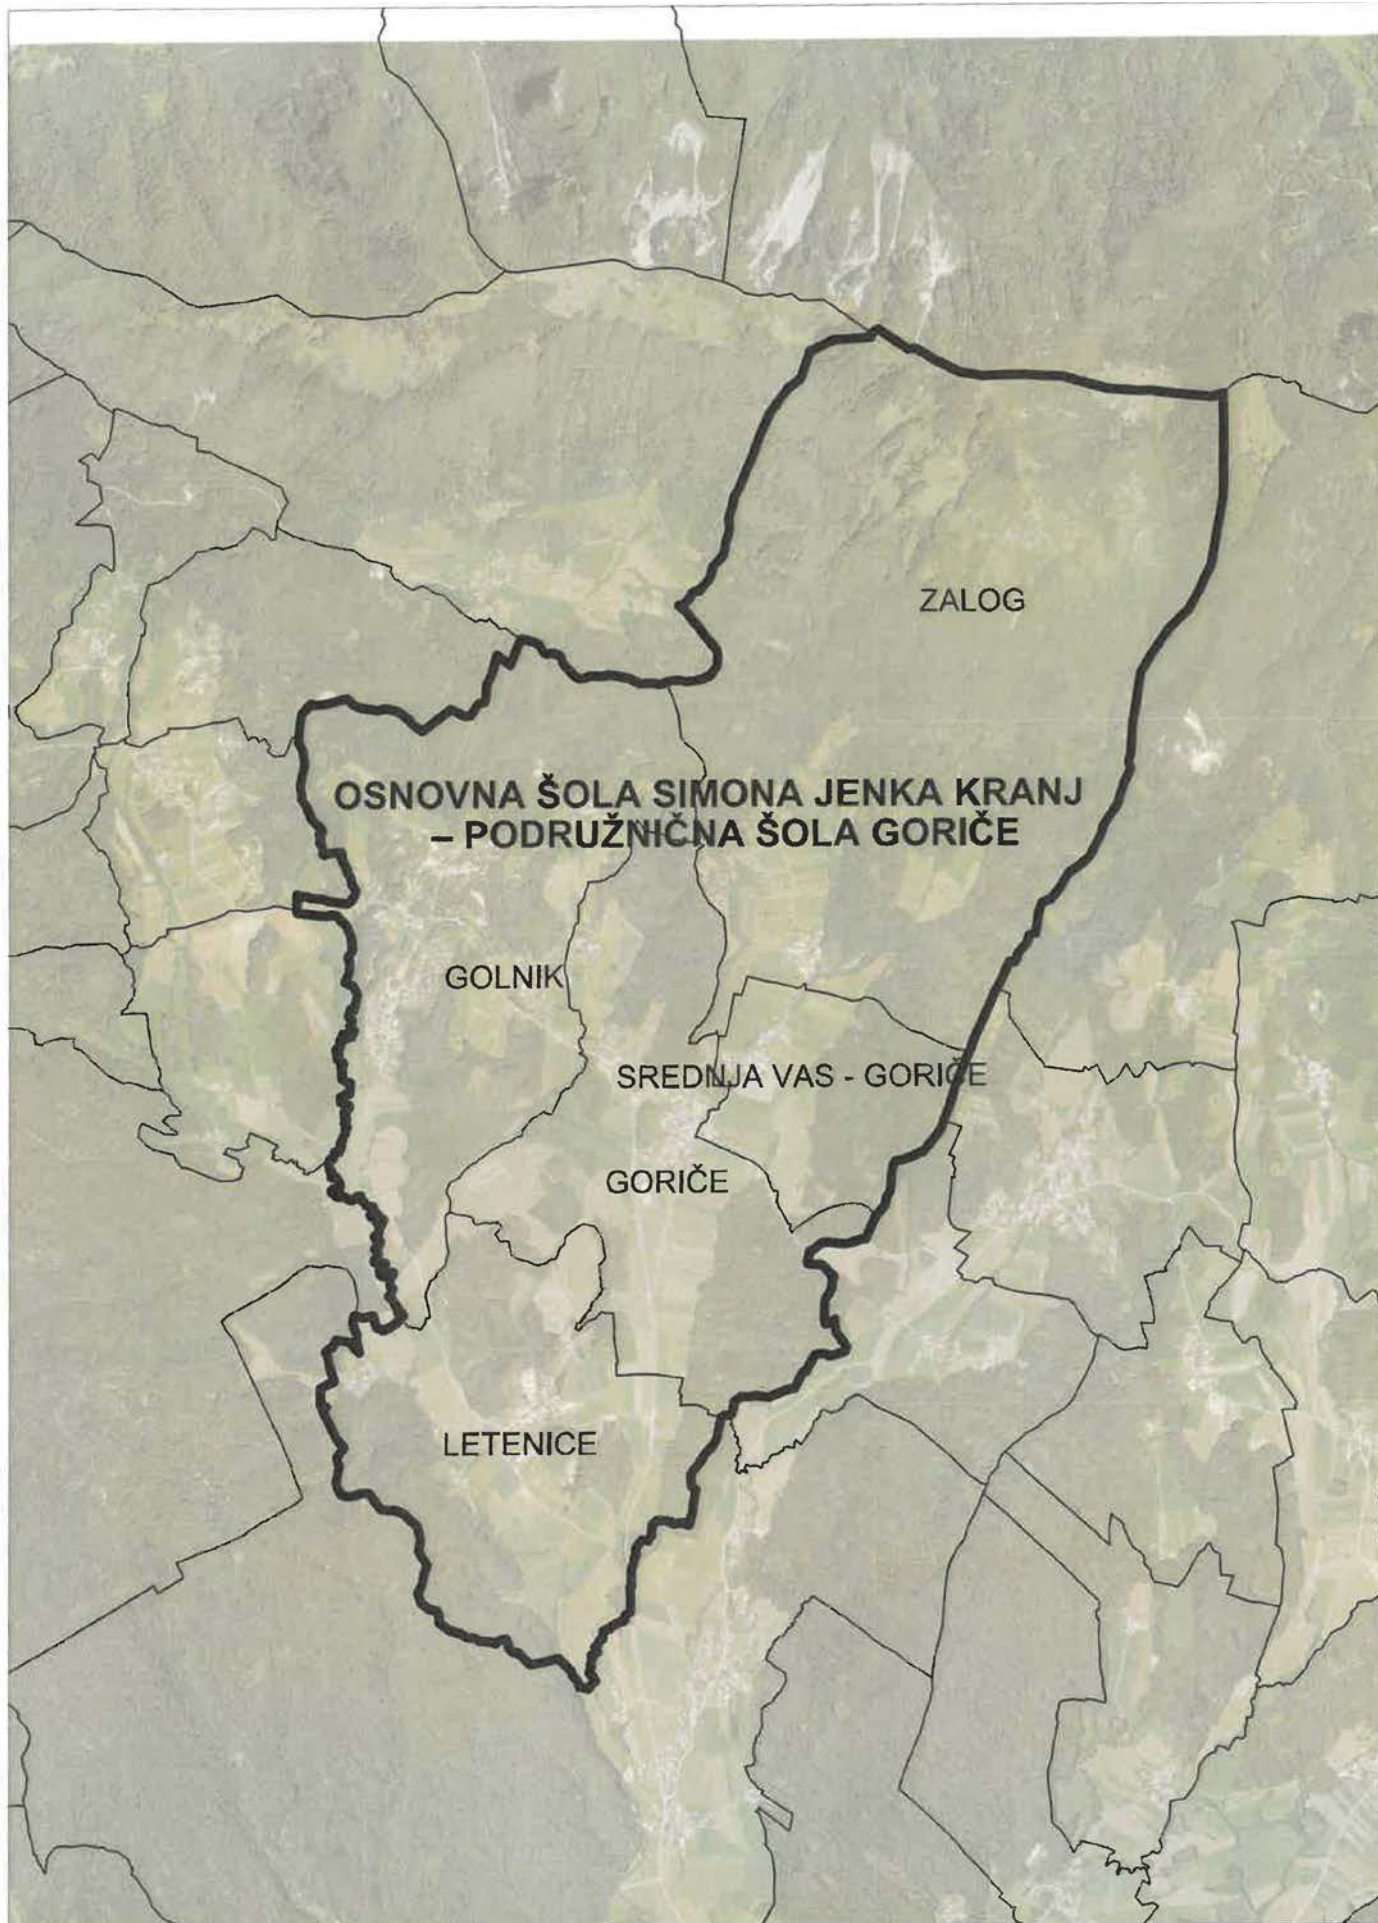 ZALOG
OSNOVNA ŠOLA SIMONA JENKA KRANJ
– PODRUŽNIČNA ŠOLA GORIČE
GOLNIK
SREDNJA VAS - GORIČE
GORIČE
LETENICE